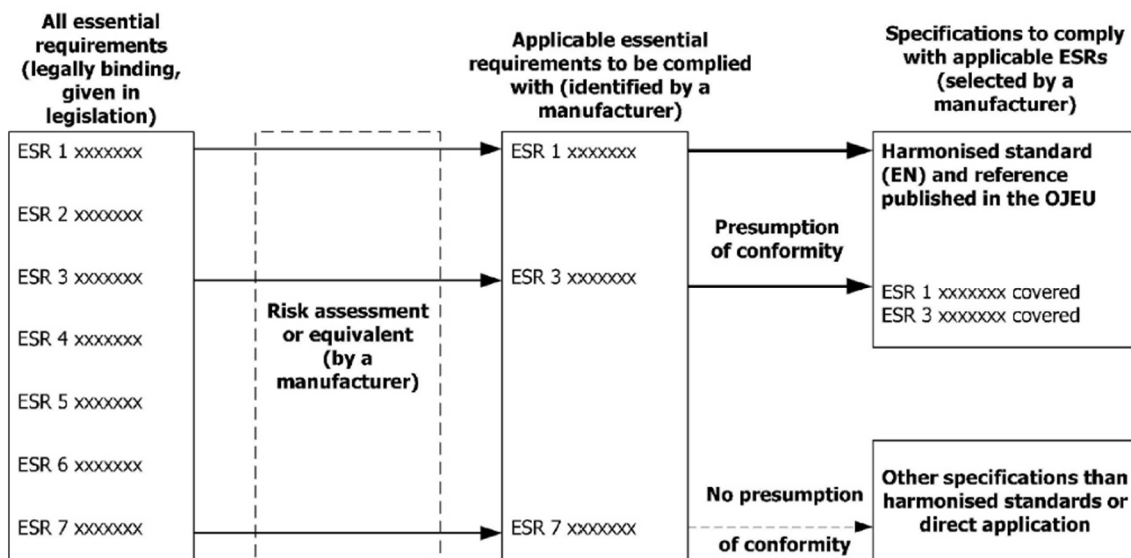 All essential
requirements
(legally binding,
given in
legislation)
ESR 1 xxxxxxx
ESR 2 xxxxxxx
ESR 3 xxxxxxx
ESR 4 xxxxxxx
ESR 5 xxxxxxx
ESR 6 xxxxxxx
ESR 7 xxxxxxx
Risk assessment
or equivalent
(by a
manufacturer)
Applicable essential
requirements to be complied
with (identified by a
manufacturer)
ESR 1 xxxxxxx
ESR 3 xxxxxxx
ESR 7 xxxxxxx
Presumption
of conformity
No presumption
of conformity
Specifications to comply
with applicable ESRs
(selected by a
manufacturer)
Harmonised standard
(EN) and reference
published in the OJEU
ESR 1 xxxxxxx covered
ESR 3 xxxxxxx covered
Other specifications than
harmonised standards or
direct application